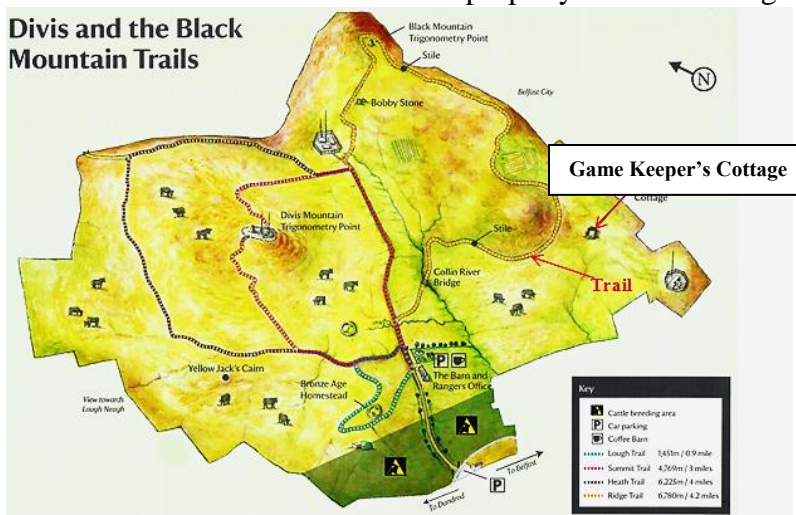 Divis and the Black
Mountain Trails
Black Mountain
Trigonometry Point
Stile
Bobby Stone
Belfast City
N
Game Keeper's Cottage
Cottage
Divis Mountain
Trigonometry Point
Stile
Trail
Collin River
Bridge
P
The Barn and
Rangers Office
Yellow Jack's Cairn
Bronze Age
Homestead
View towards
Lough Neagh
To Belfast
To Dundrod
P
Key
Cattle breeding area
P Car parking
Coffee Barn
Lough Trail 1,451m / 0.9 mile
Summit Trail 4,769m / 3 miles
Heath Trail 6,225m / 4 miles
Ridge Trail 6,780m / 4.2 miles